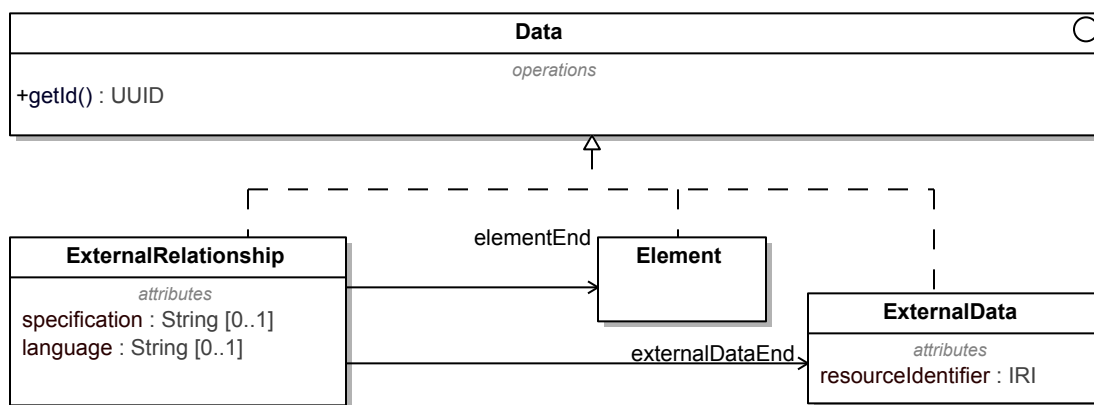 Data
operations
+getId() : UUID
elementEnd
ExternalRelationship
Element
attributes
specification : String [0..1]
language : String [0..1]
ExternalData
externalDataEnd
attributes
resourceIdentifier : IRI